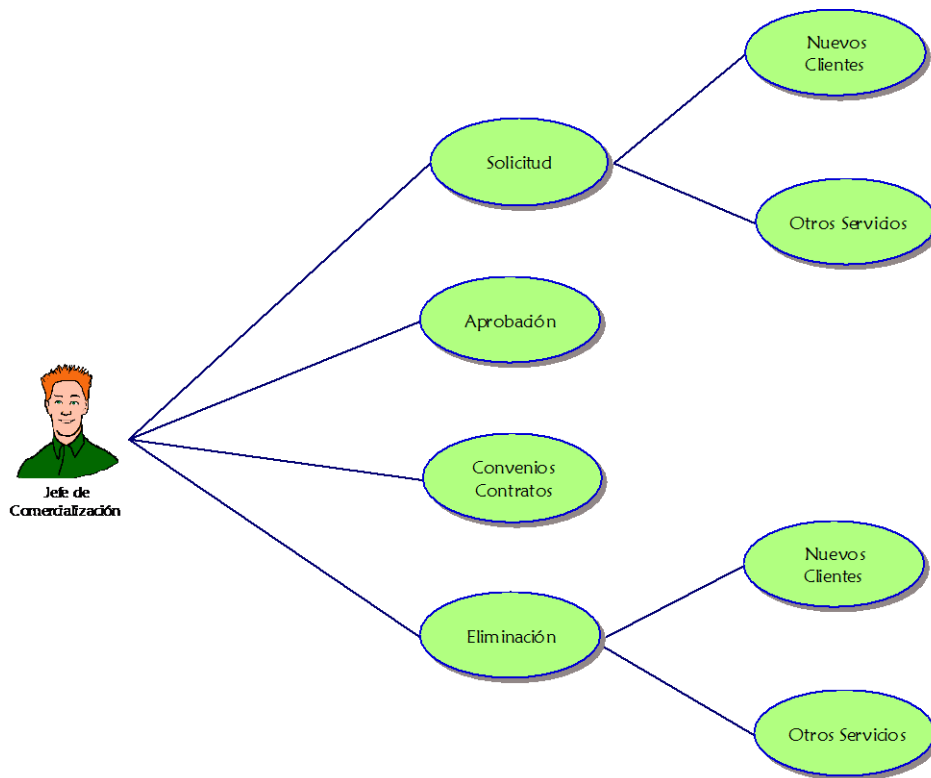 Nuevos
Clientes
Solicitud
Otros Servicios
Aprobación
Jefe de
Comercialización
Convenios
Contratos
Nuevos
Clientes
Eliminación
Otros Servicios